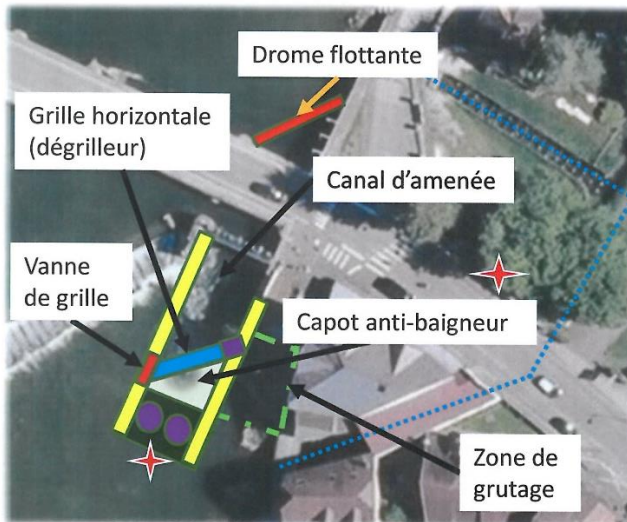 Drome flottante
Grille horizontale
(dégrilleur)
Canal d'amenée
Vanne
de grille
Capot anti-baigneur
Zone de
grutage